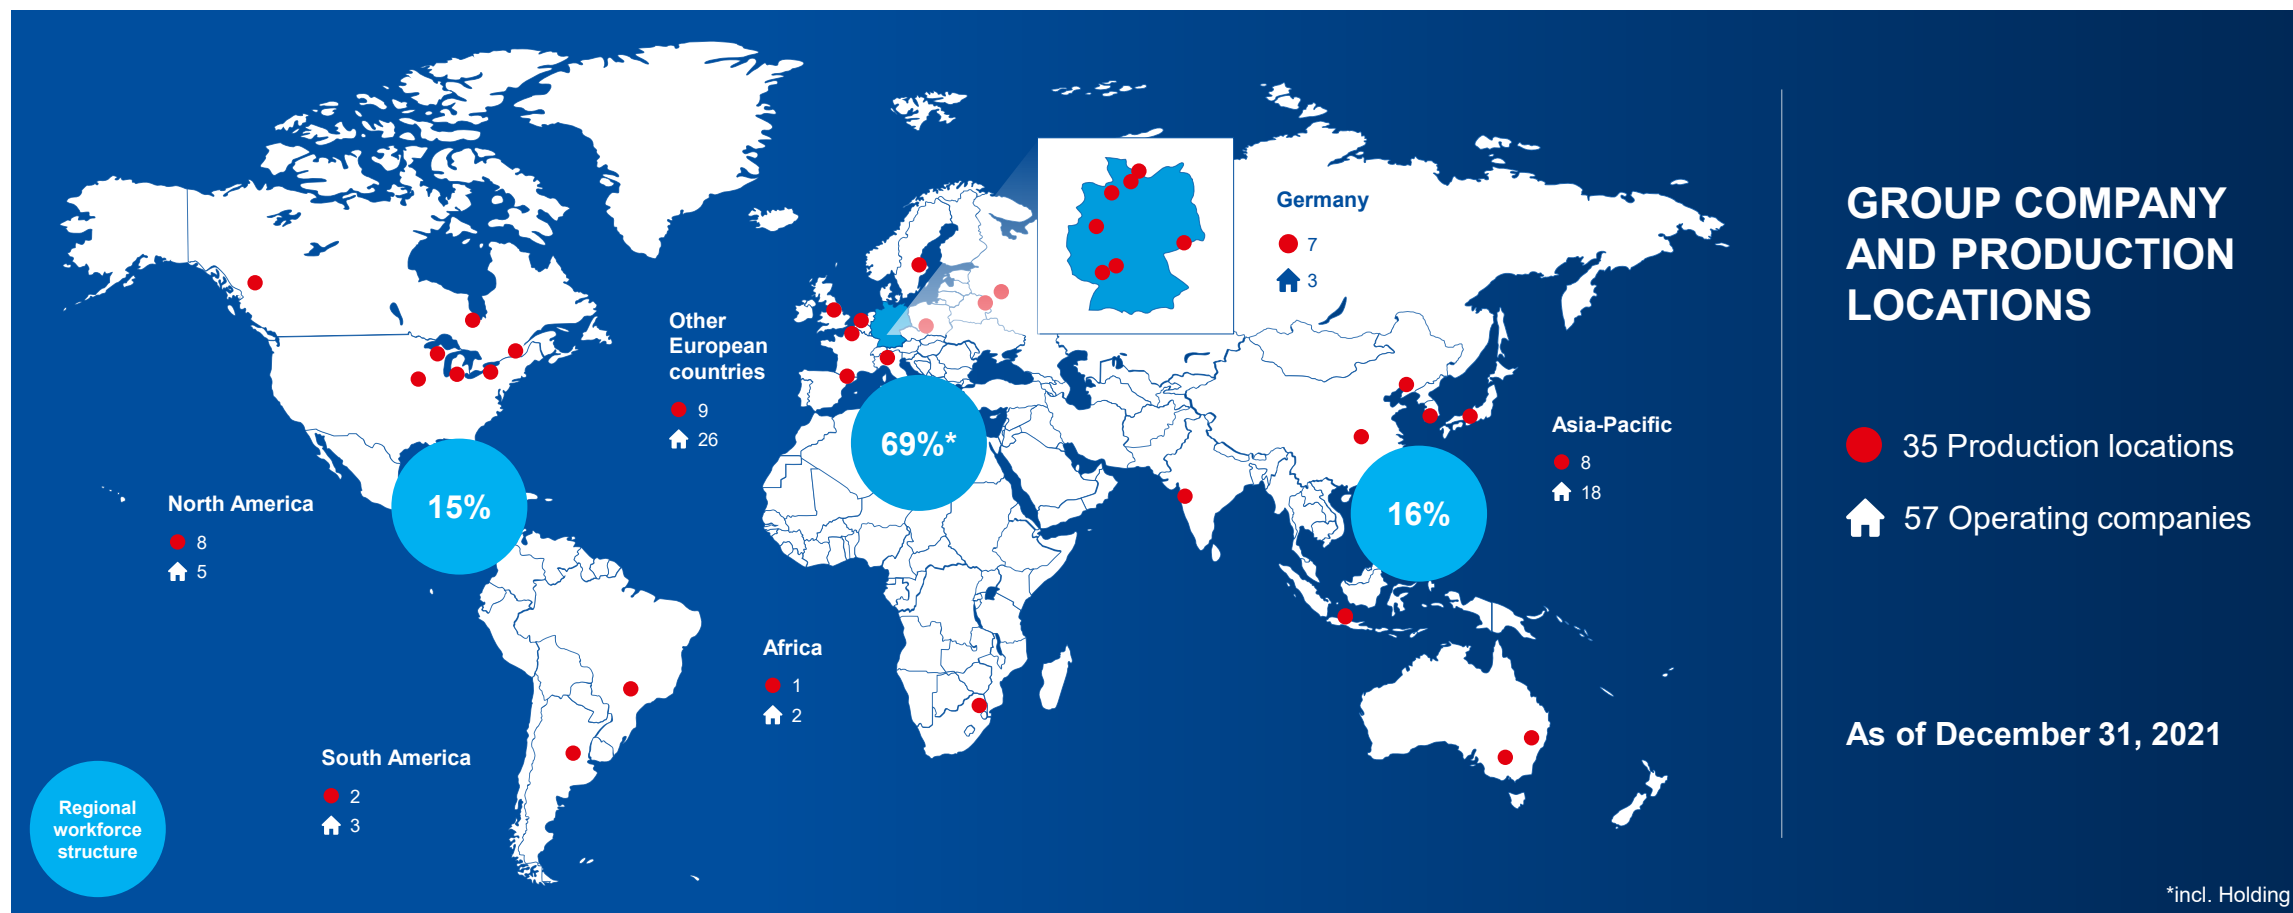 Germany
7
3
Other
European
countries
9
26
69%*
Asia-Pacific
8
18
16%
North America
8
5
15%
Africa
1
2
South America
2
3
Regional
workforce
structure
GROUP COMPANY
AND PRODUCTION
LOCATIONS
35 Production locations
57 Operating companies
As of December 31, 2021
*incl. Holding